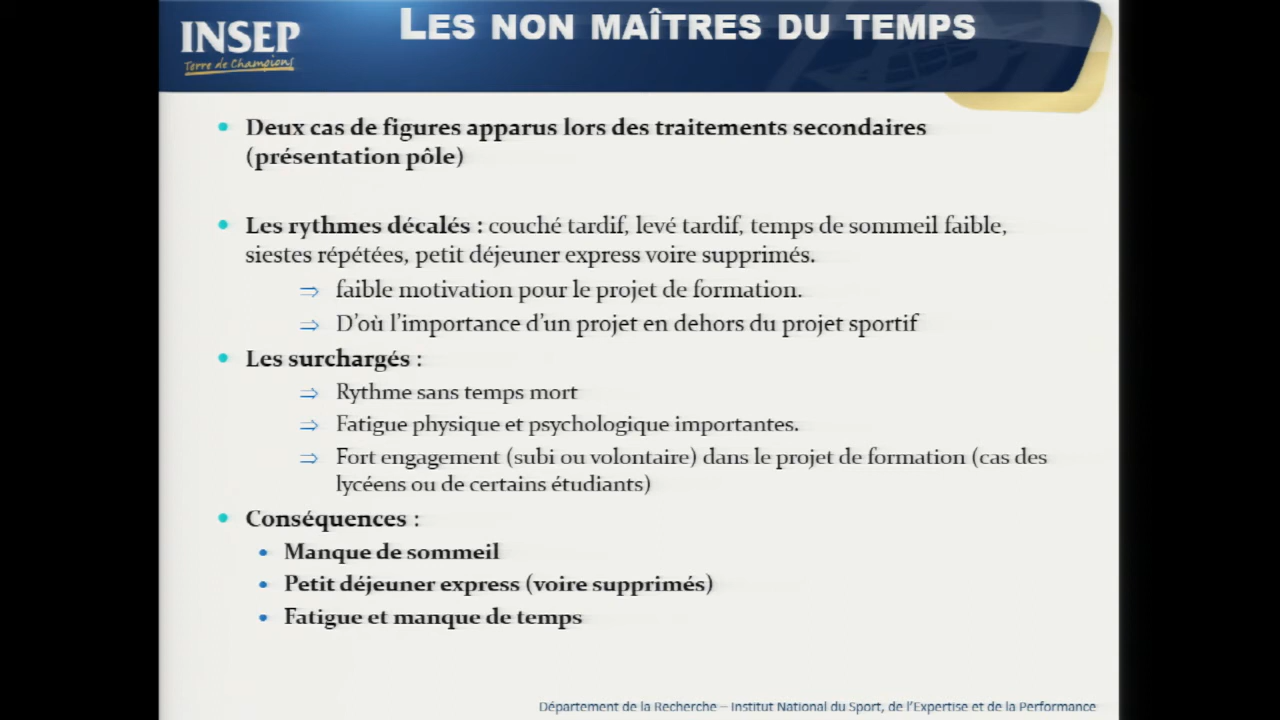 INSEP
Terre de Champions
LES NON MAÎTRES DU TEMPS
• Deux cas de figures apparus lors des traitements secondaires
(présentation pôle)
• Les rythmes décalés : couché tardif, levé tardif, temps de sommeil faible,
siestes répétées, petit déjeuner express voire supprimés.
⇒ faible motivation pour le projet de formation.
⇒ D’où l’importance d’un projet en dehors du projet sportif
• Les surchargés :
⇒ Rythme sans temps mort
⇒ Fatigue physique et psychologique importantes.
⇒ Fort engagement (subi ou volontaire) dans le projet de formation (cas des
lycéens ou de certains étudiants)
• Conséquences :
• Manque de sommeil
• Petit déjeuner express (voire supprimés)
• Fatigue et manque de temps
Département de la Recherche – Institut National du Sport, de l’Expertise et de la Performance